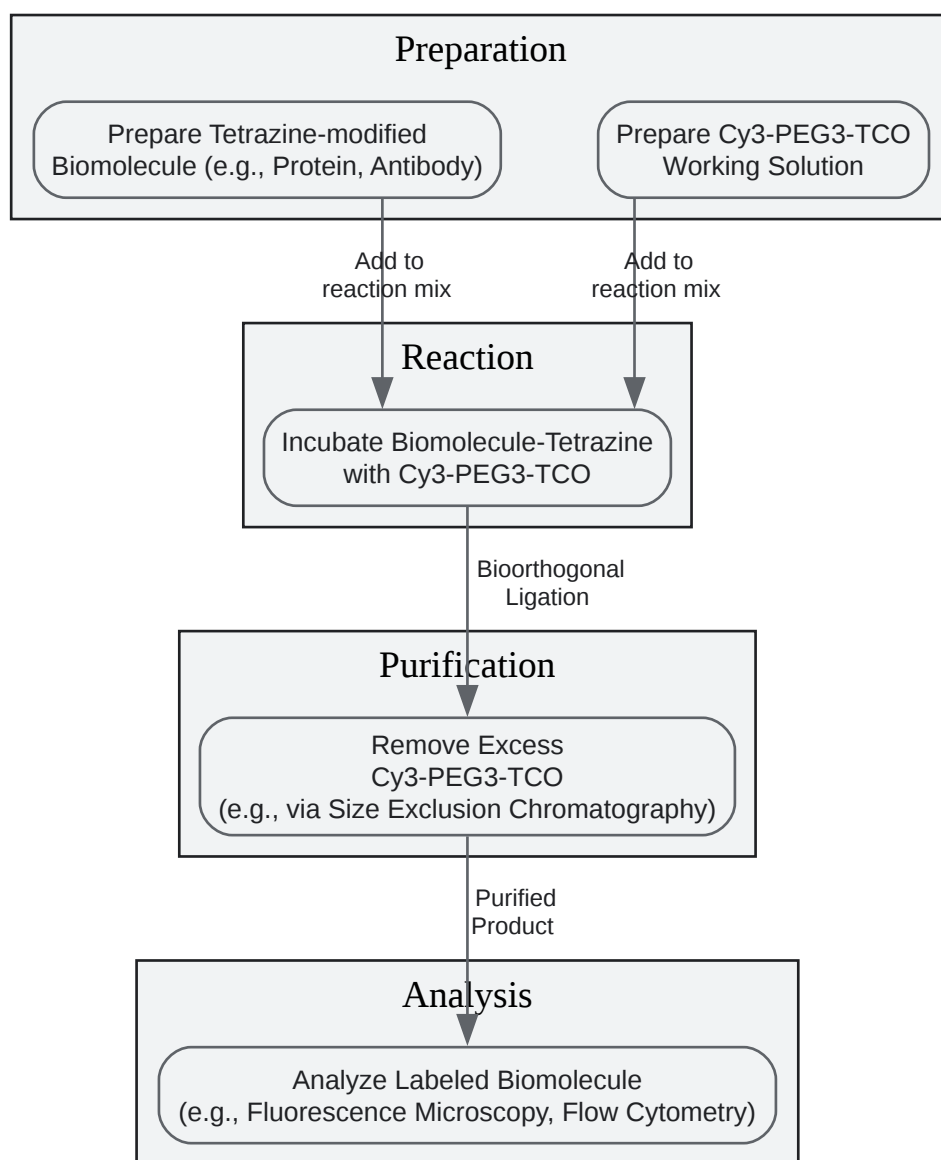 Preparation
Prepare Tetrazine-modified
Biomolecule (e.g., Protein, Antibody)
Prepare Cy3-PEG3-TCO
Working Solution
Add to
reaction mix
Add to
reaction mix
Reaction
Incubate Biomolecule-Tetrazine
with Cy3-PEG3-TCO
Bioorthogonal
Ligation
Purification
Remove Excess
Cy3-PEG3-TCO
(e.g., via Size Exclusion Chromatography)
Purified
Product
Analysis
Analyze Labeled Biomolecule
(e.g., Fluorescence Microscopy, Flow Cytometry)